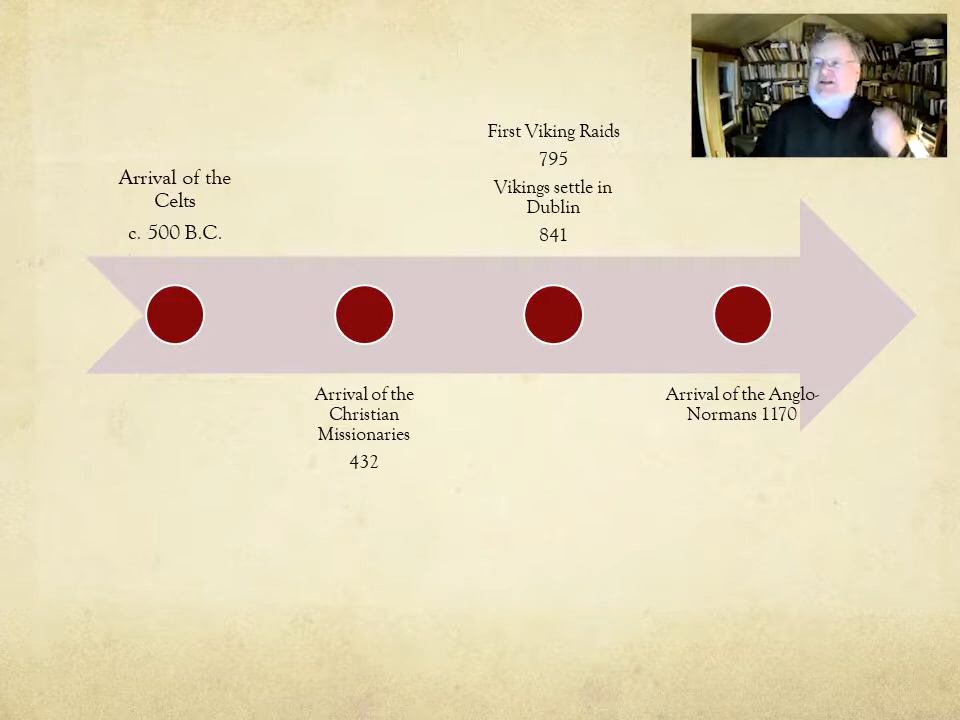 Arrival of the
Celts
c. 500 B.C.
Arrival of the
Christian
Missionaries
432
First Viking Raids
795
Vikings settle in
Dublin
841
Arrival of the Anglo-
Normans 1170